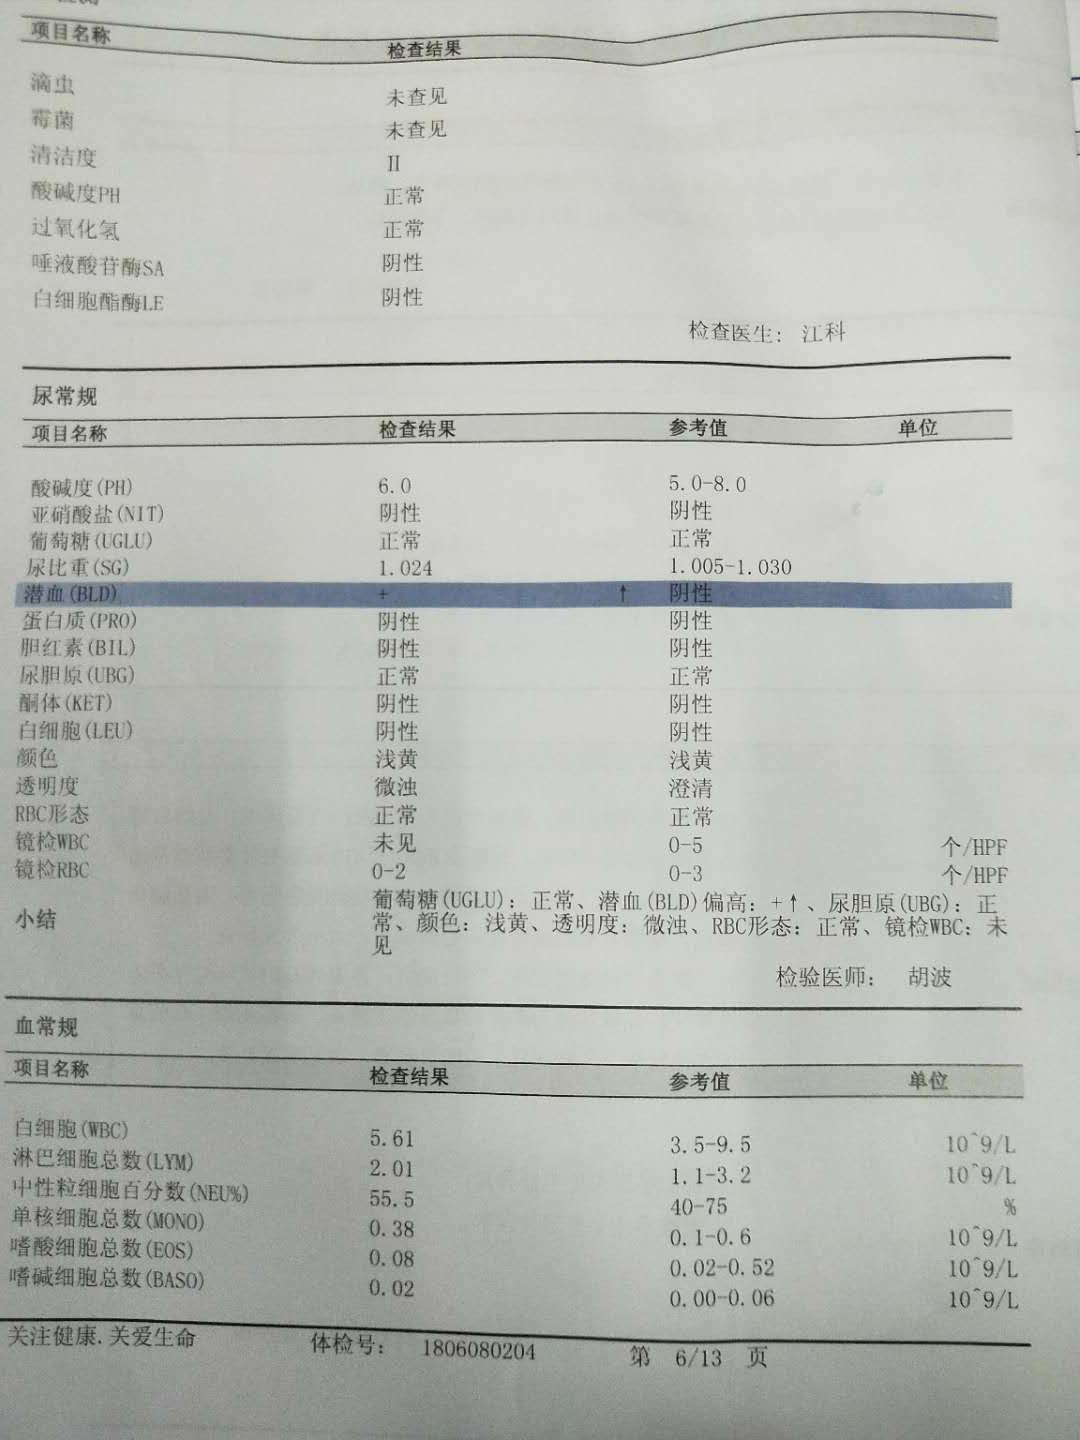 项目名称 检查结果
滴虫 未查见
霉菌 未查见
清洁度 II
酸碱度PH 正常
过氧化氢 正常
唾液酸苷酶SA 阴性
白细胞酯酶LE 阴性
检查医生: 江科
尿常规
项目名称 检查结果 参考值 单位
酸碱度(PH) 6.0 5.0-8.0
亚硝酸盐(NIT) 阴性 阴性
葡萄糖(UGLU) 正常 正常
尿比重(SG) 1.024 1.005-1.030
潜血(BLD) + ↑ 阴性
蛋白质(PRO) 阴性 阴性
胆红素(BIL) 阴性 阴性
尿胆原(UBG) 正常 正常
酮体(KET) 阴性 阴性
白细胞(LEU) 阴性 阴性
颜色 浅黄 浅黄
透明度 微浊 澄清
RBC形态 正常 正常
镜检WBC 未见 0-5 个/HPF
镜检RBC 0-2 0-3 个/HPF
小结 葡萄糖(UGLU): 正常、潜血(BLD)偏高: +↑、尿胆原(UBG): 正
常、颜色: 浅黄、透明度: 微浊、RBC形态: 正常、镜检WBC: 未
见
检验医师: 胡波
血常规
项目名称 检查结果 参考值 单位
白细胞(WBC) 5.61 3.5-9.5 10^9/L
淋巴细胞总数(LYM) 2.01 1.1-3.2 10^9/L
中性粒细胞百分数(NEU%) 55.5 40-75 %
单核细胞总数(MONO) 0.38 0.1-0.6 10^9/L
嗜酸细胞总数(EOS) 0.08 0.02-0.52 10^9/L
嗜碱细胞总数(BASO) 0.02 0.00-0.06 10^9/L
关注健康.关爱生命 体检号: 1806080204 第 6/13 页